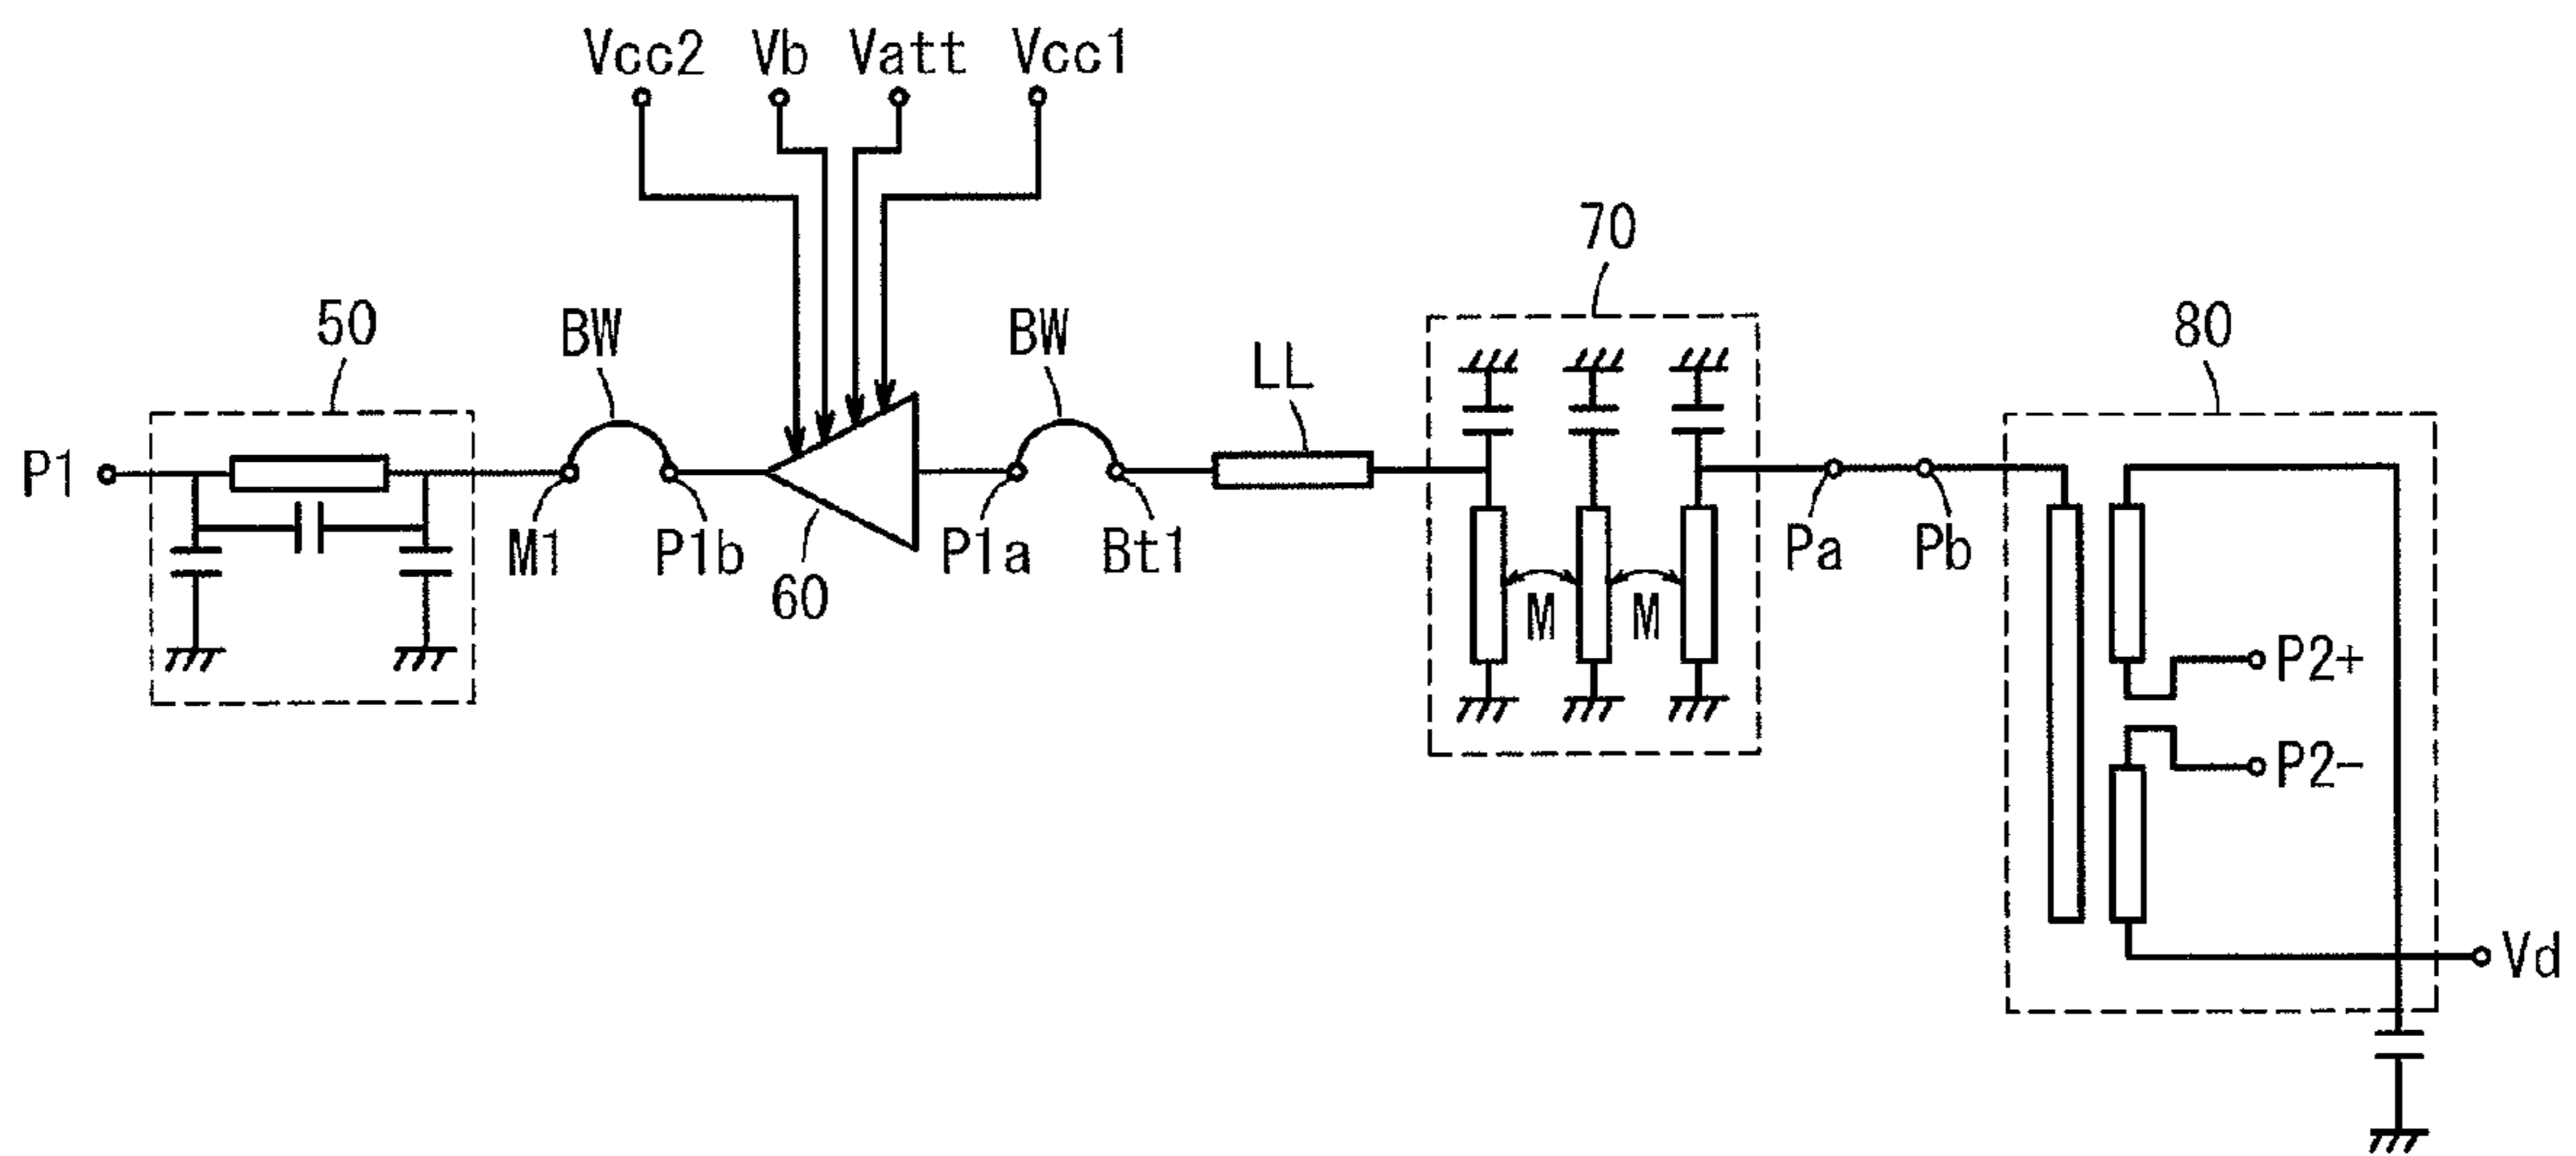 Vcc2 Vb Vatt Vcc1
70
50 BW BW LL 80
P1
M1 P1b 60 P1a Bt1 Pa Pb
M M
P2+
P2-
Vd